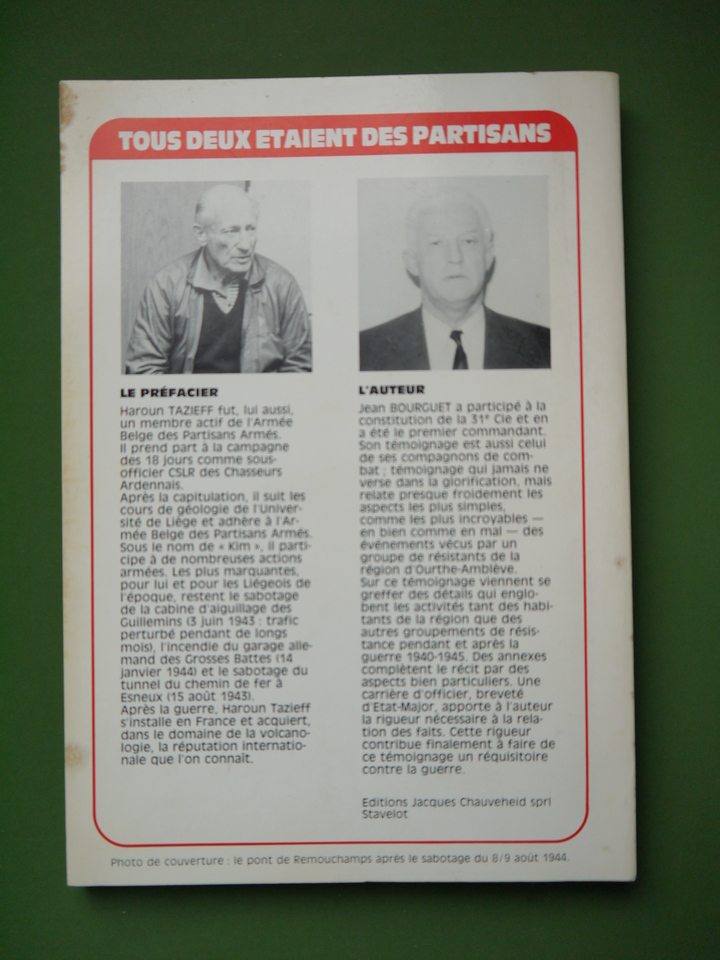 TOUS DEUX ETAIENT DES PARTISANS
LE PRÉFACIER
Haroun TAZIEFF fut, lui aussi,
un membre actif de l'Armée
Belge des Partisans Armés.
Il prend part à la campagne
des 18 jours comme sous-
officier CSLR des Chasseurs
Ardennais.
Après la capitulation, il suit les
cours de géologie de l'Univer-
sité de Liège et adhère à l'Ar-
mée Belge des Partisans Armés.
Sous le nom de « Kim », il parti-
cipe à de nombreuses actions
armées. Les plus marquantes,
pour lui et pour les Liégeois de
l'époque, restent le sabotage
de la cabine d'aiguillage des
Guillemins (3 juin 1943 : trafic
perturbé pendant de longs
mois), l'incendie du garage alle-
mand des Grosses Battes (14
janvier 1944) et le sabotage du
tunnel du chemin de fer à
Esneux (15 août 1943).
Après la guerre, Haroun Tazieff
s'installe en France et acquiert,
dans le domaine de la volcano-
logie, la réputation internatio-
nale que l'on connaît.
L'AUTEUR
Jean BOURGUET a participé à la
constitution de la 31e Cie et en
a été le premier commandant.
Son témoignage est aussi celui
de ses compagnons de com-
bat ; témoignage qui jamais ne
verse dans la glorification, mais
relate presque froidement les
aspects les plus simples,
comme les plus incroyables —
en bien comme en mal — des
événements vécus par un
groupe de résistants de la
région d'Ourthe-Amblève.
Sur ce témoignage viennent se
greffer des détails qui englo-
bent les activités tant des habi-
tants de la région que des
autres groupements de résis-
tance pendant et après la
guerre 1940-1945. Des annexes
complètent le récit par des
aspects bien particuliers. Une
carrière d'officier, breveté
d'Etat-Major, apporte à l'auteur
la rigueur nécessaire à la rela-
tion des faits. Cette rigueur
contribue finalement à faire de
ce témoignage un réquisitoire
contre la guerre.
Editions Jacques Chauveheid sprl
Stavelot
Photo de couverture : le pont de Remouchamps après le sabotage du 8/9 août 1944.